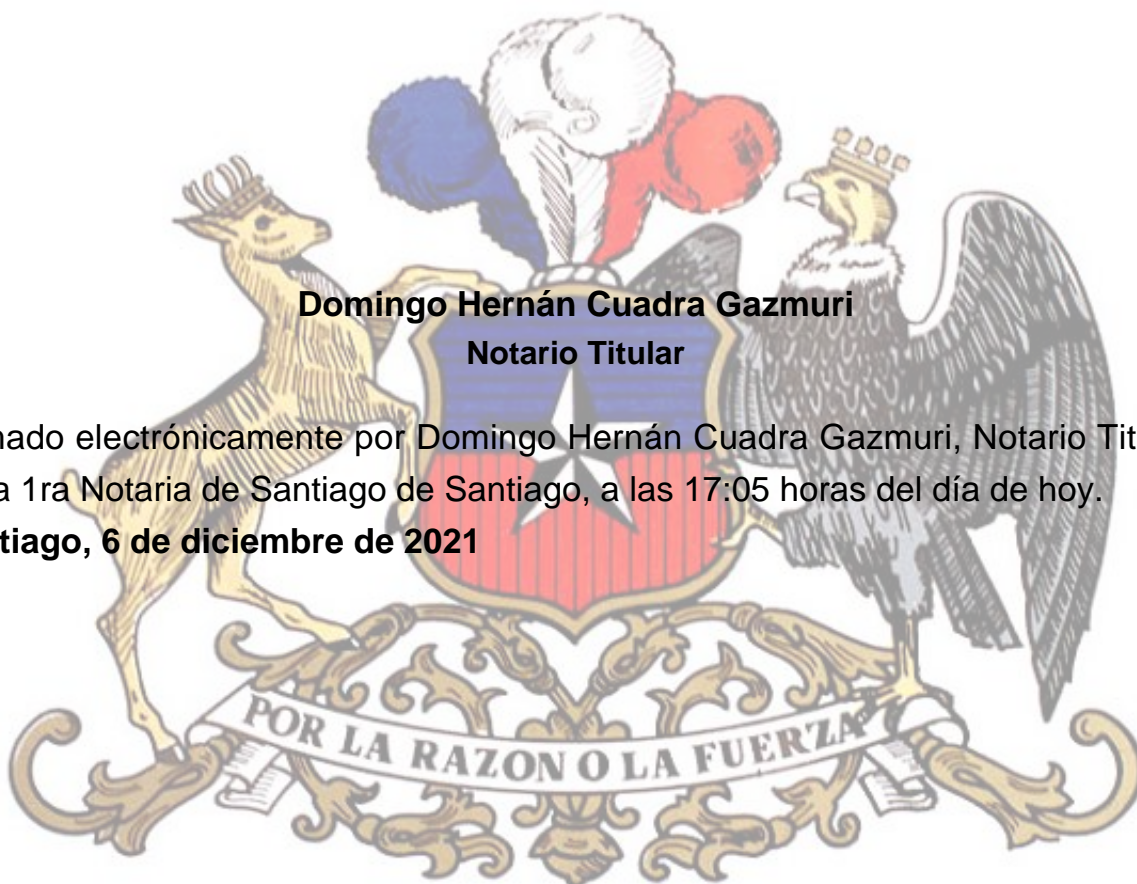 Domingo Hernán Cuadra Gazmuri
Notario Titular
nado electrónicamente por Domingo Hernán Cuadra Gazmuri, Notario Tit
a 1ra Notaria de Santiago de Santiago, a las 17:05 horas del día de hoy.
tiago, 6 de diciembre de 2021
POR LA RAZON O LA FUERZA